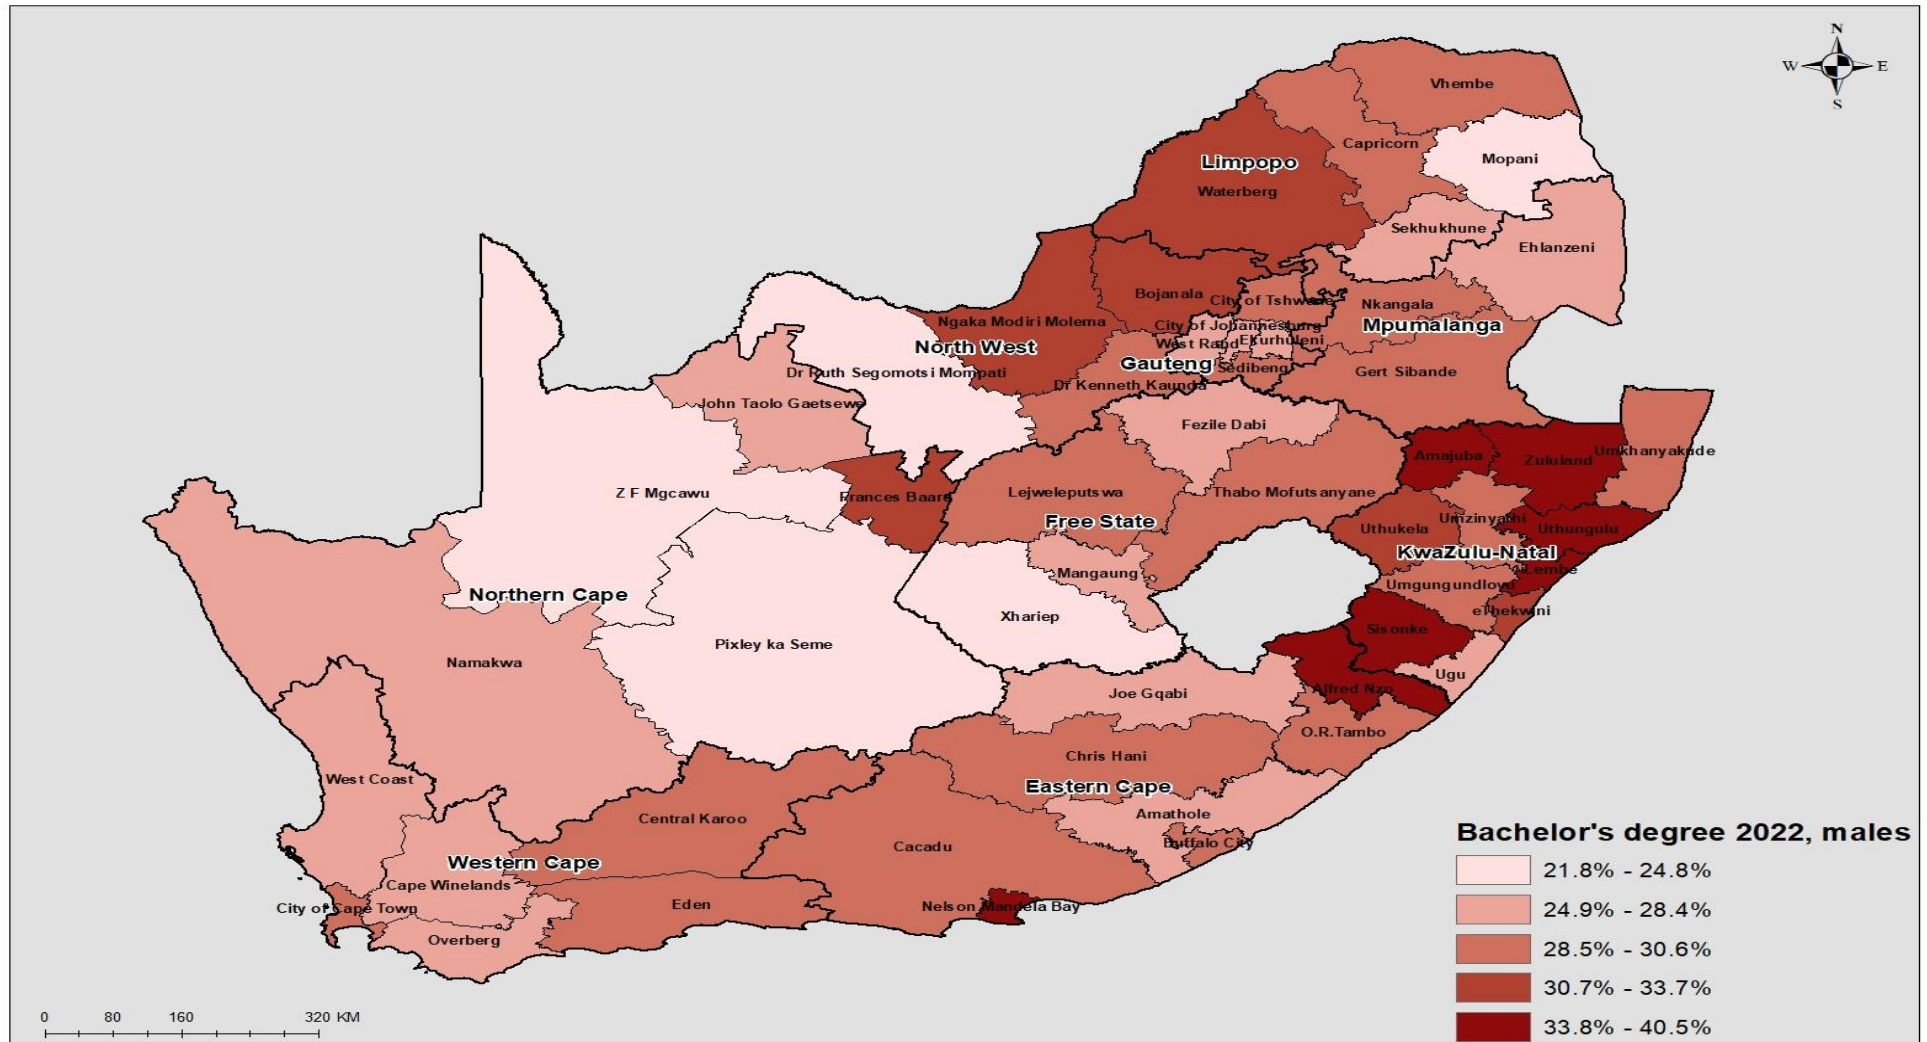 N
W E
S
Vhembe
Capricorn
Mopani
Limpopo
Waterberg
Sekhukhune
Ehlanzeni
Bojanala
City of Tshwane
Nkangala
Ngaka Modiri Molema
City of Johannesburg
Mpumalanga
North West
West Rand
Ekurhuleni
Gauteng
Sedibeng
Gert Sibande
Dr Ruth Segomotsi Mompati
Dr Kenneth Kaunda
John Taolo Gaetsewe
Fezile Dabi
Amajuba
Zululand
Umkhanyakude
Z F Mgcawu
Frances Baard
Lejweleputswa
Thabo Mofutsanyane
Free State
Uthukela
Umzinyathi
Uthungulu
KwaZulu-Natal
iLembe
Mangaung
Umgungundlovu
Northern Cape
Xhariep
eThekwini
Sisonke
Pixley ka Seme
Namakwa
Ugu
Joe Gqabi
Alfred Nzo
O.R.Tambo
Chris Hani
West Coast
Eastern Cape
Amathole
Central Karoo
Buffalo City
Cacadu
Western Cape
Cape Winelands
City of Cape Town
Eden
Nelson Mandela Bay
Overberg
Bachelor's degree 2022, males
21.8% - 24.8%
24.9% - 28.4%
28.5% - 30.6%
30.7% - 33.7%
33.8% - 40.5%
0 80 160 320 KM